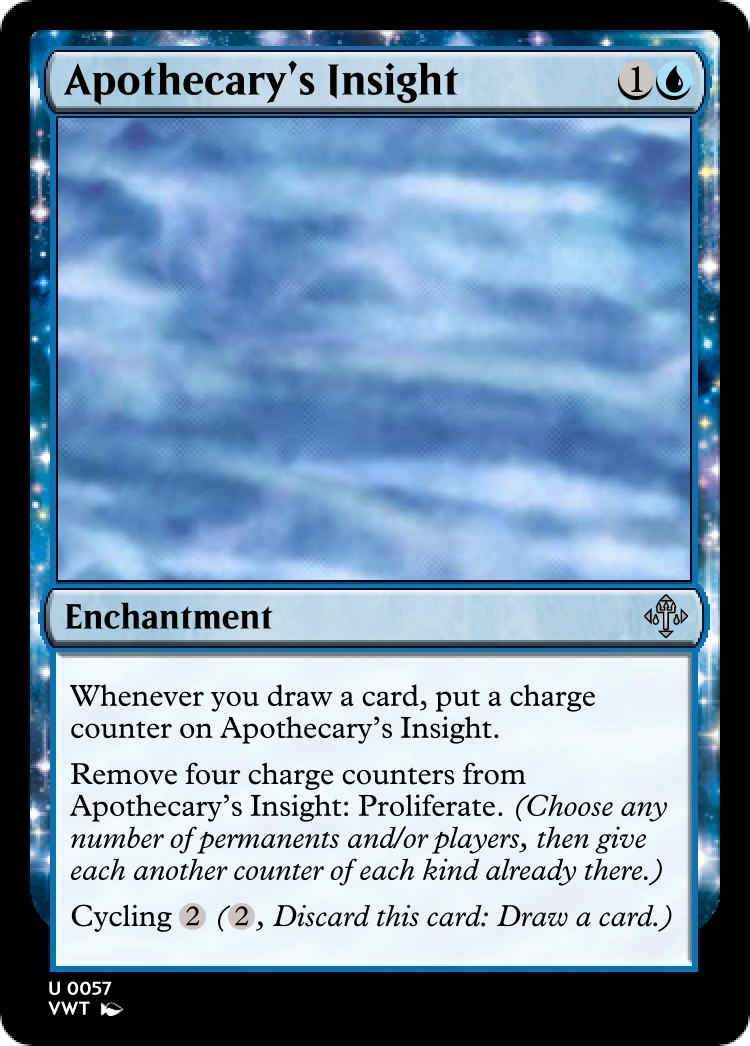 Apothecary's Insight 1
Enchantment
Whenever you draw a card, put a charge
counter on Apothecary's Insight.
Remove four charge counters from
Apothecary's Insight: Proliferate. (Choose any
number of permanents and/or players, then give
each another counter of each kind already there.)
Cycling 2 (2, Discard this card: Draw a card.)
U 0057
VWT